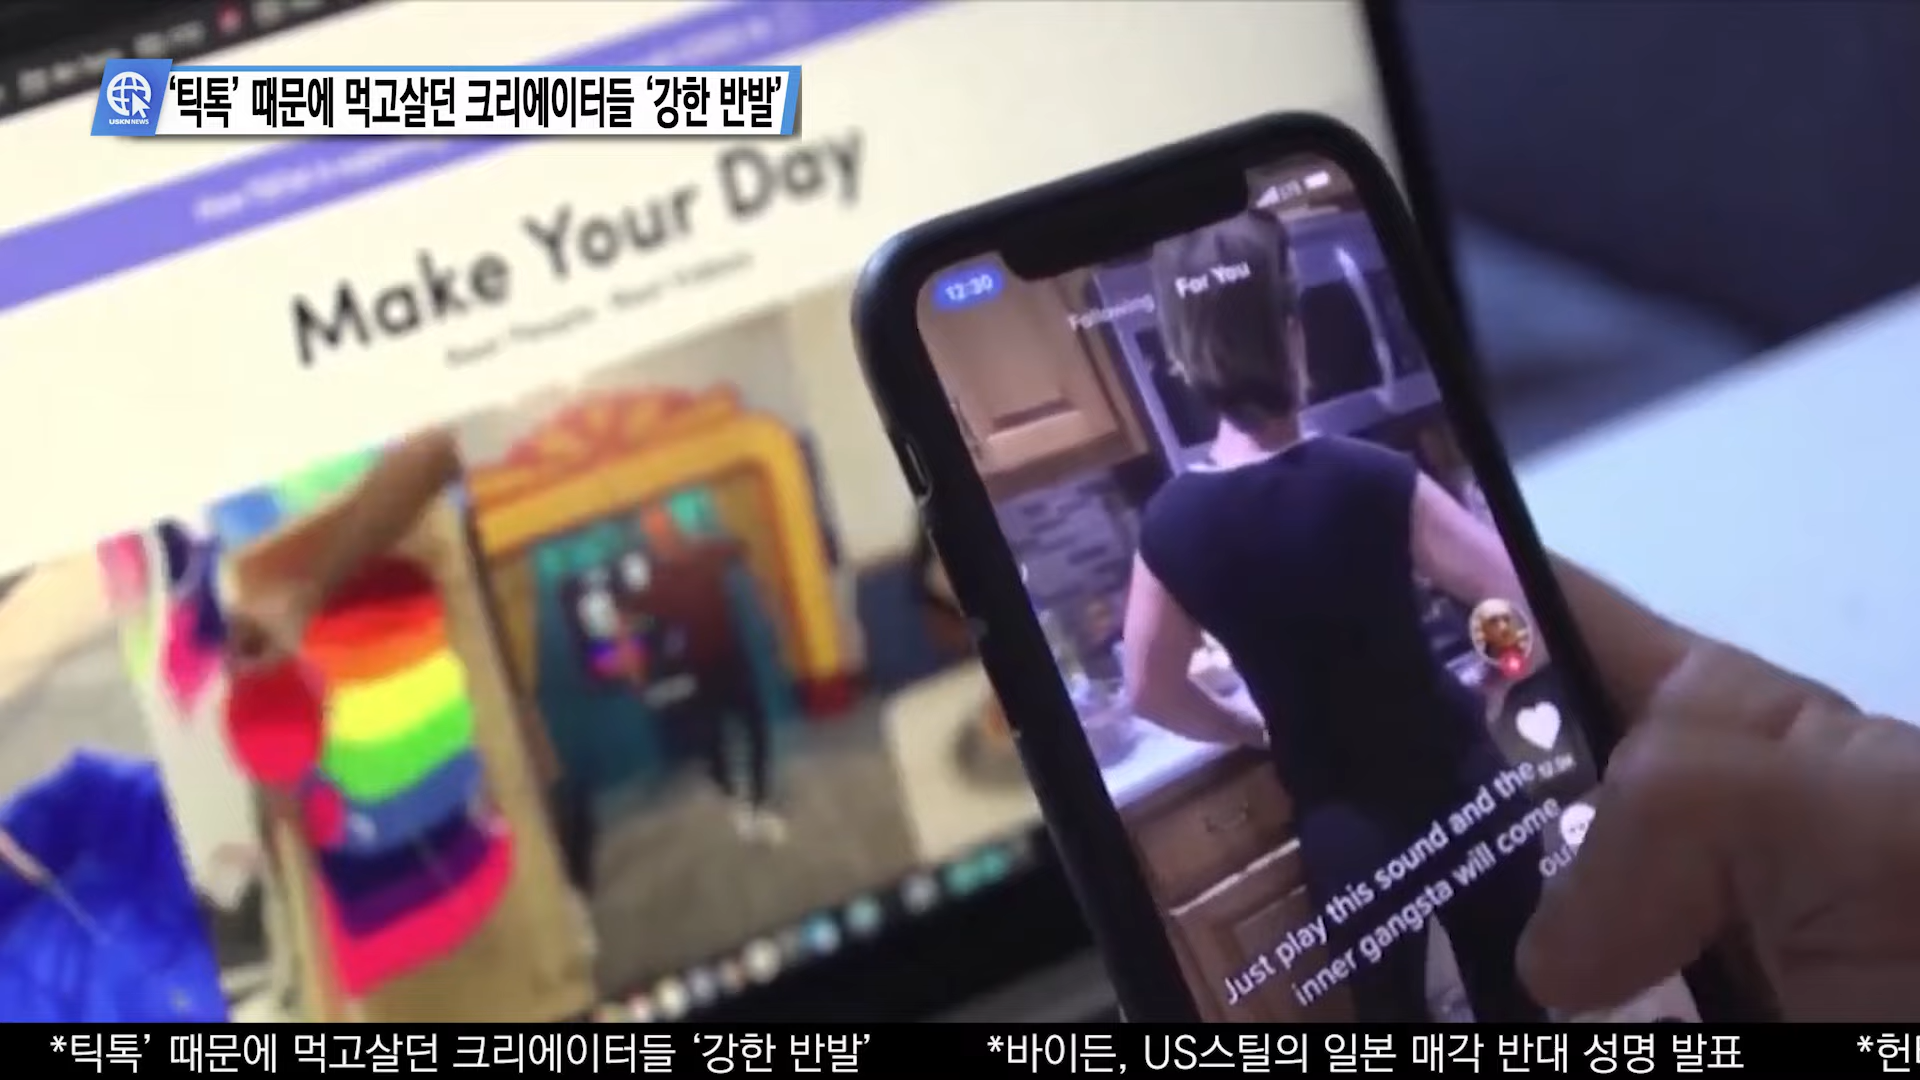 USKN NEWS
‘틱톡’ 때문에 먹고살던 크리에이터들 ‘강한 반발’
Make Your Day
12:30
LTE
Following
For You
Just play this sound and the
inner gangsta will come
out
*틱톡’ 때문에 먹고살던 크리에이터들 ‘강한 반발’ *바이든, US스틸의 일본 매각 반대 성명 발표 *헌